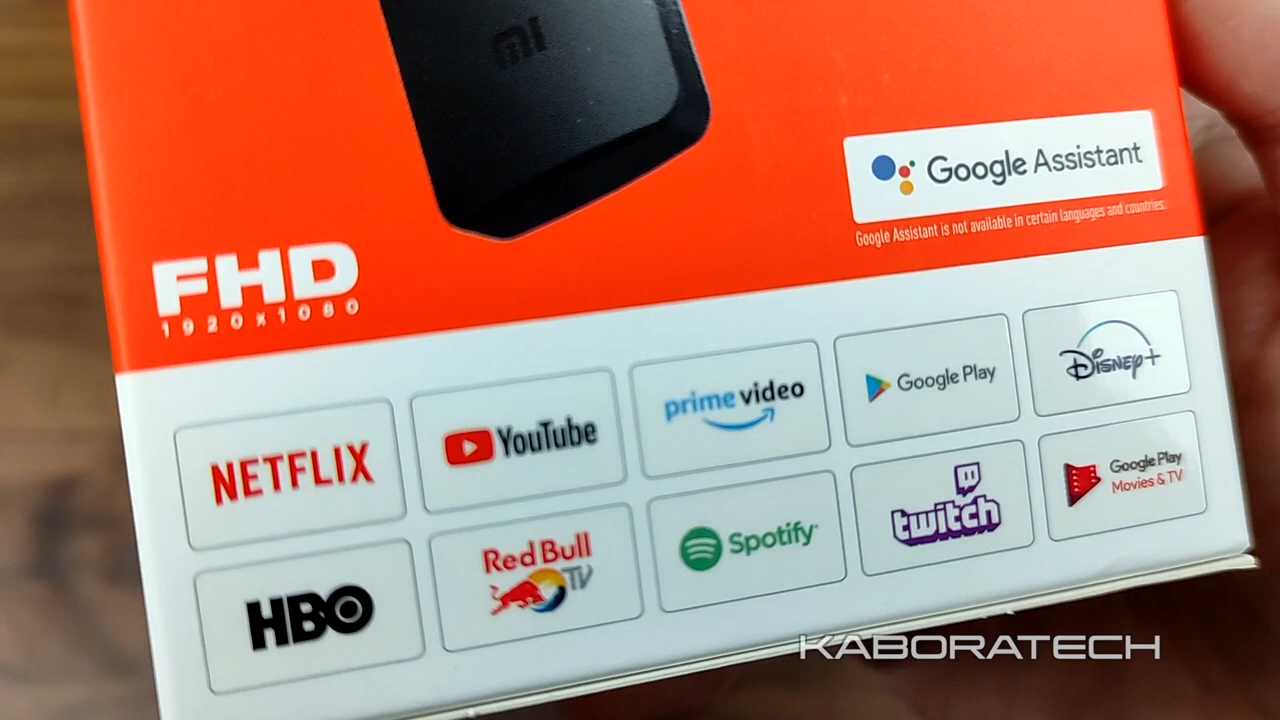 mi
Google Assistant
Google Assistant is not available in certain languages and countries.
FHD
1920x1080
NETFLIX
YouTube
prime video
Google Play
Disney+
HBO
Red Bull
TV
Spotify
twitch
Google Play
Movies & TV
KABORATECH